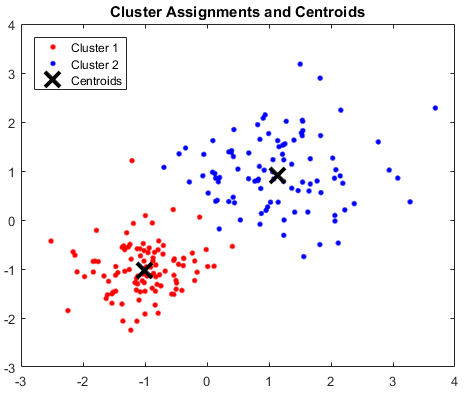 Cluster Assignments and Centroids
Cluster 1
Cluster 2
Centroids
4
3
2
1
0
-1
-2
-3
-3 -2 -1 0 1 2 3 4